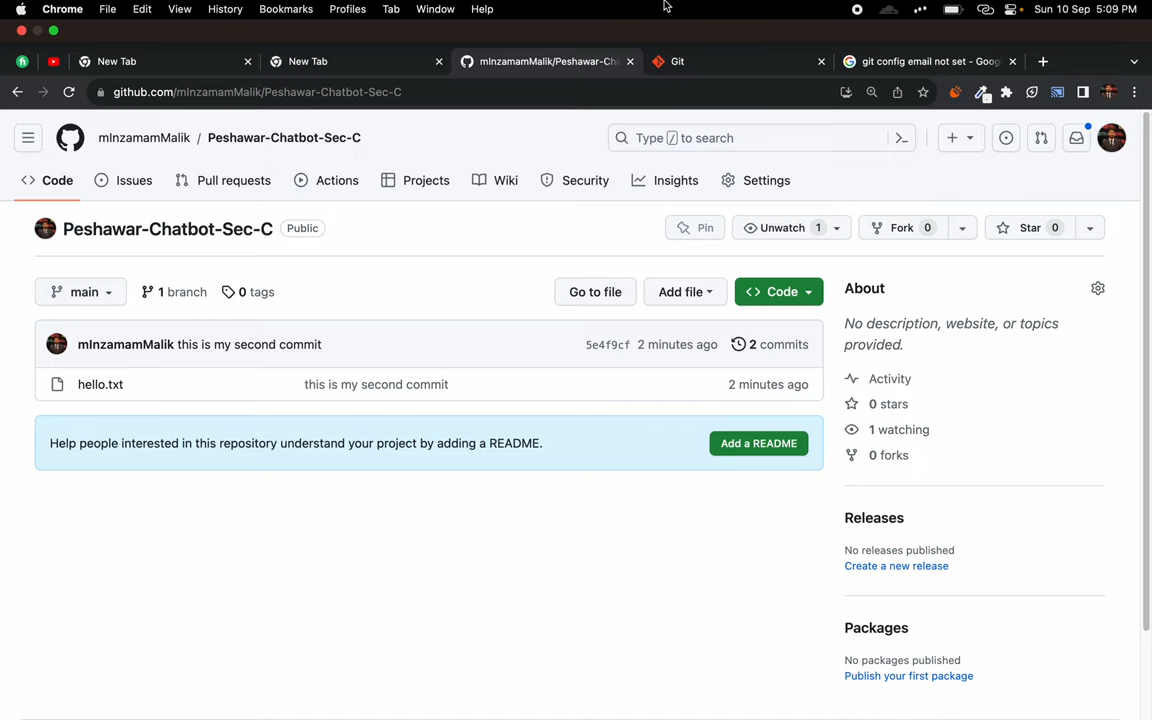 Chrome File Edit View History Bookmarks Profiles Tab Window Help Sun 10 Sep 5:09 PM
New Tab New Tab mInzamamMalik/Peshawar-Cha Git git config email not set - Goog
github.com/mInzamamMalik/Peshawar-Chatbot-Sec-C
mInzamamMalik / Peshawar-Chatbot-Sec-C Type / to search
Code Issues Pull requests Actions Projects Wiki Security Insights Settings
Peshawar-Chatbot-Sec-C Public Pin Unwatch 1 Fork 0 Star 0
main 1 branch 0 tags Go to file Add file Code
About
No description, website, or topics
provided.
mInzamamMalik this is my second commit 5e4f9cf 2 minutes ago 2 commits
hello.txt this is my second commit 2 minutes ago
Activity
0 stars
1 watching
0 forks
Help people interested in this repository understand your project by adding a README. Add a README
Releases
No releases published
Create a new release
Packages
No packages published
Publish your first package